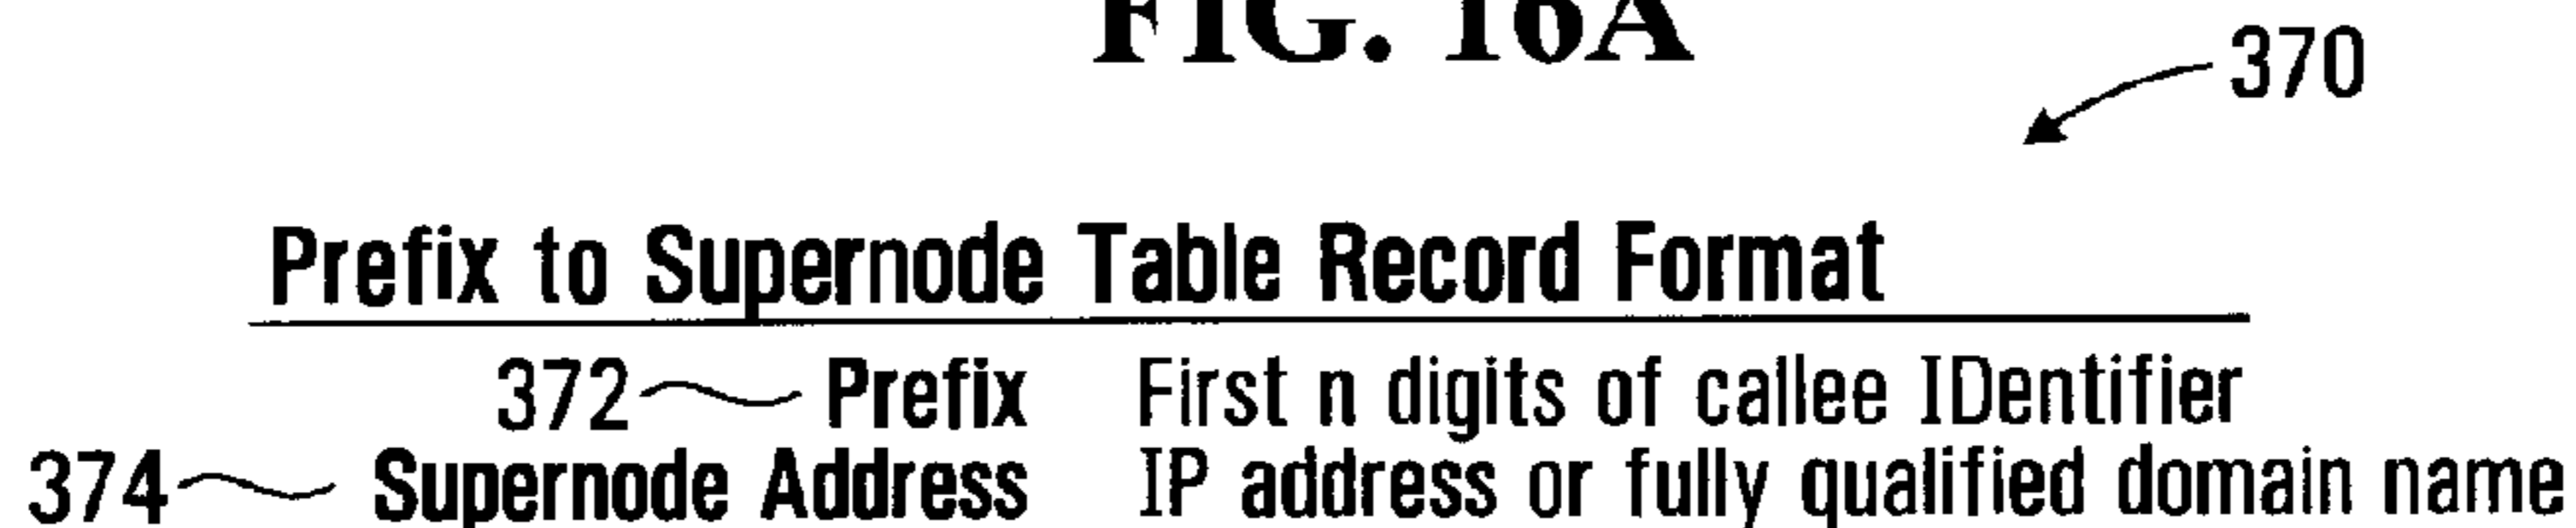 FIG. 16A
370
Prefix to Supernode Table Record Format
372 Prefix First n digits of callee IDentifier
374 Supernode Address IP address or fully qualified domain name